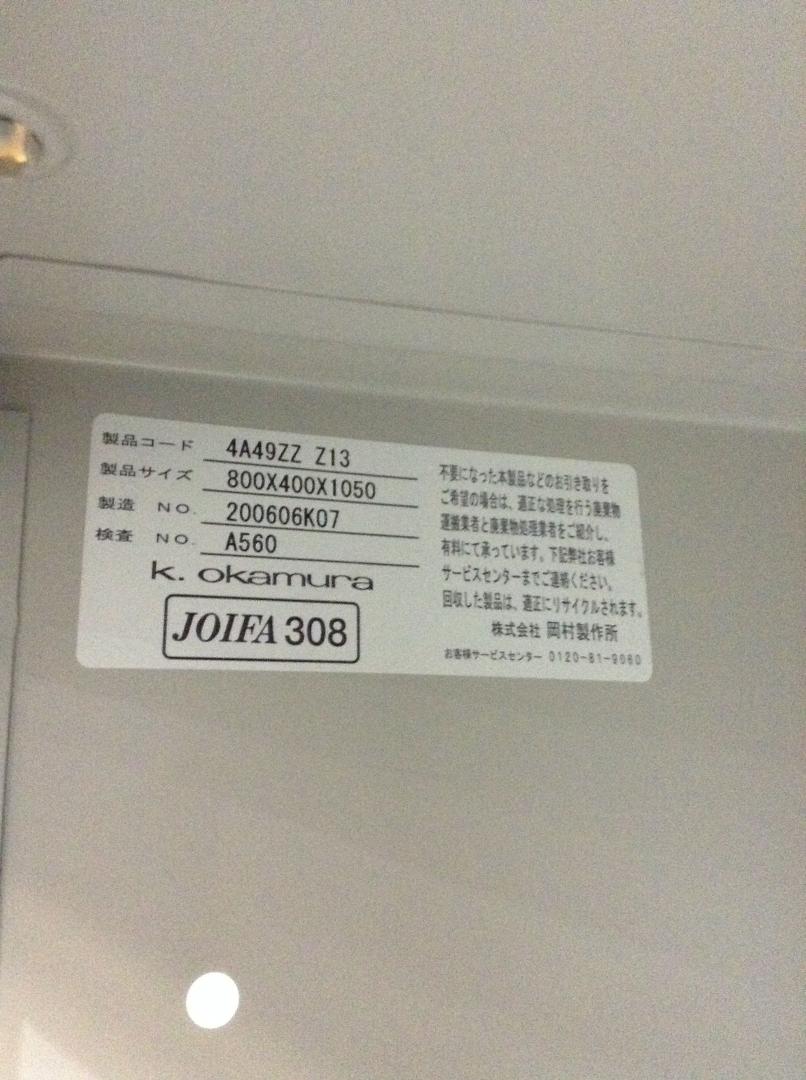 製品コード 4A49ZZ Z13
製品サイズ 800X400X1050
製造 NO. 200606K07
検査 NO. A560
k. okamura
JOIFA 308
不要になった本製品などのお引き取りを
ご希望の場合は、適正な処理を行う廃棄物
運搬業者と廃棄物処理業者をご紹介し、
有料にて承っています。下記弊社お客様
サービスセンターまでご連絡ください。
回収した製品は、適正にリサイクルされます。
株式会社 岡村製作所
お客様サービスセンター 0120-81-9060